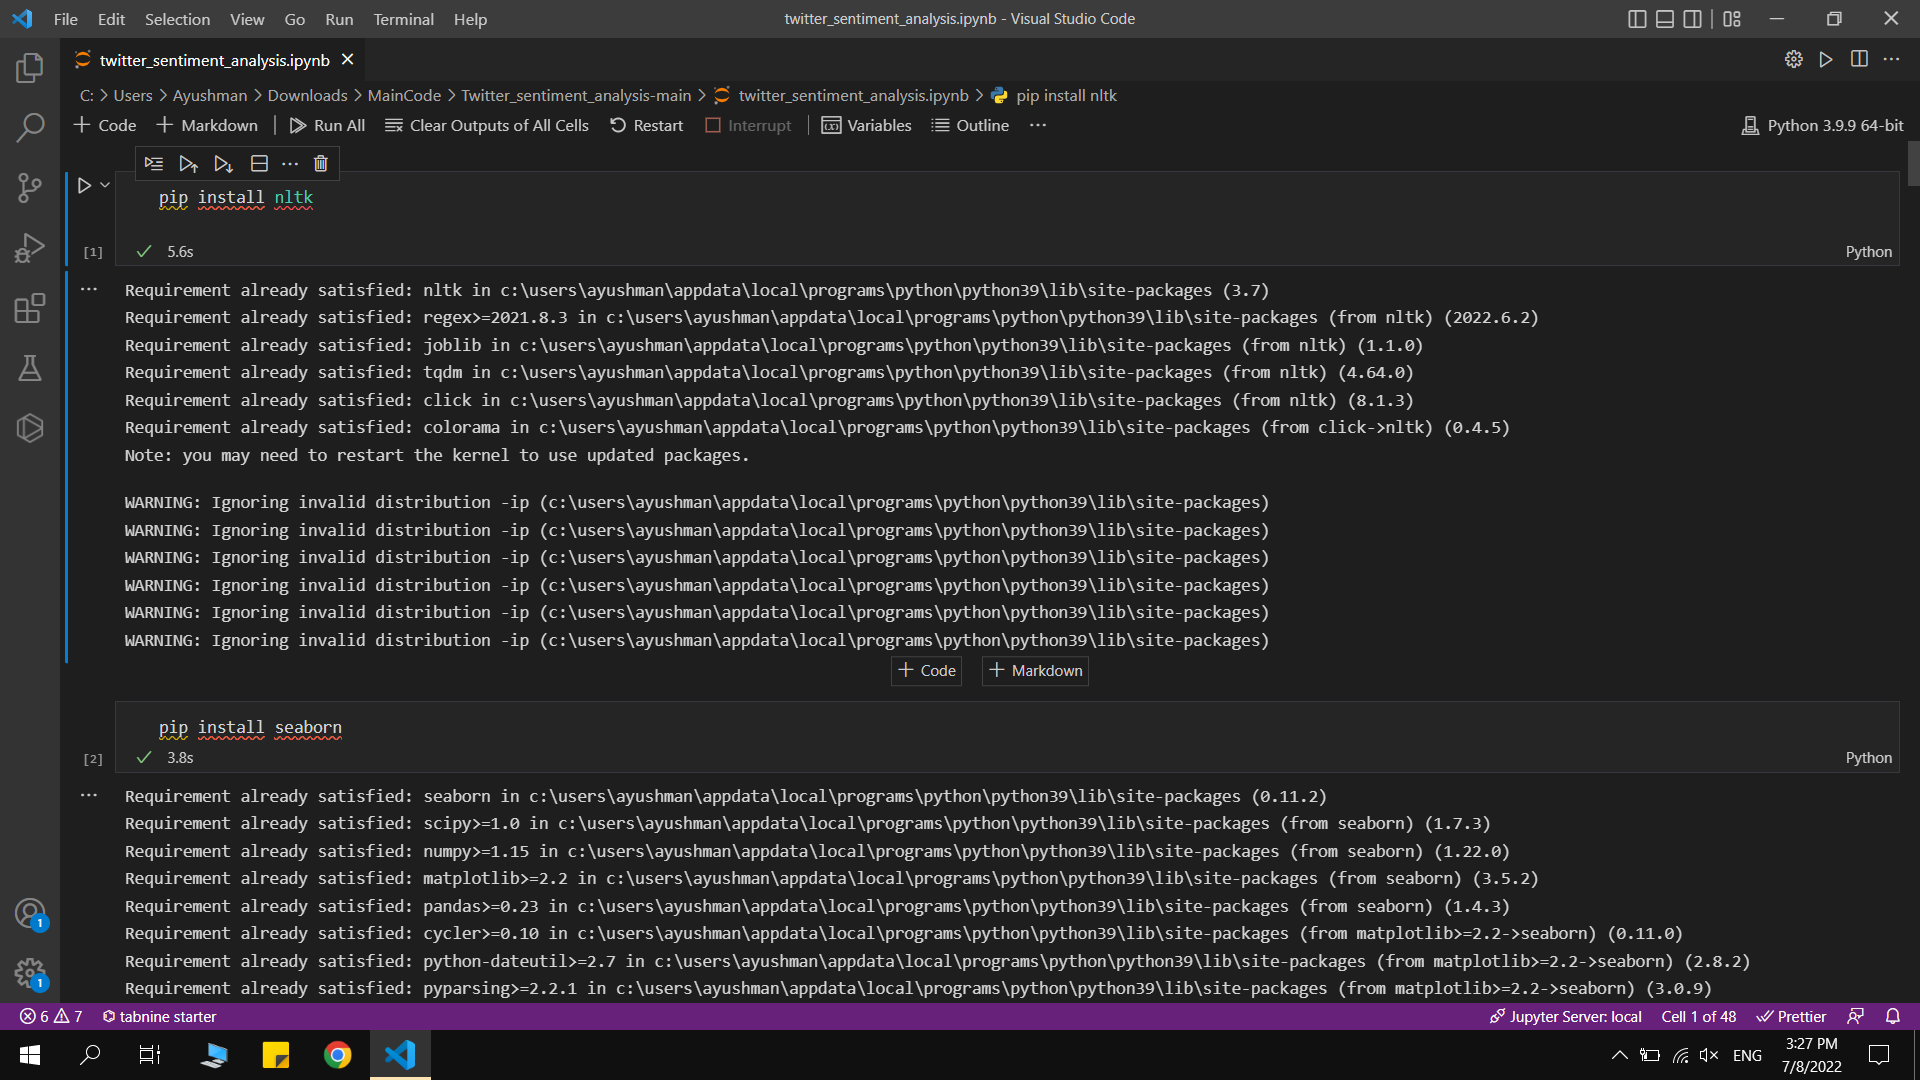 File Edit Selection View Go Run Terminal Help
twitter_sentiment_analysis.ipynb - Visual Studio Code
twitter_sentiment_analysis.ipynb
C: > Users > Ayushman > Downloads > MainCode > Twitter_sentiment_analysis-main > twitter_sentiment_analysis.ipynb > pip install nltk
+ Code + Markdown | Run All Clear Outputs of All Cells Restart Interrupt | Variables Outline ···
Python 3.9.9 64-bit
pip install nltk
[1] 5.6s
Python
Requirement already satisfied: nltk in c:\users\ayushman\appdata\local\programs\python\python39\lib\site-packages (3.7)
Requirement already satisfied: regex>=2021.8.3 in c:\users\ayushman\appdata\local\programs\python\python39\lib\site-packages (from nltk) (2022.6.2)
Requirement already satisfied: joblib in c:\users\ayushman\appdata\local\programs\python\python39\lib\site-packages (from nltk) (1.1.0)
Requirement already satisfied: tqdm in c:\users\ayushman\appdata\local\programs\python\python39\lib\site-packages (from nltk) (4.64.0)
Requirement already satisfied: click in c:\users\ayushman\appdata\local\programs\python\python39\lib\site-packages (from nltk) (8.1.3)
Requirement already satisfied: colorama in c:\users\ayushman\appdata\local\programs\python\python39\lib\site-packages (from click->nltk) (0.4.5)
Note: you may need to restart the kernel to use updated packages.
WARNING: Ignoring invalid distribution -ip (c:\users\ayushman\appdata\local\programs\python\python39\lib\site-packages)
WARNING: Ignoring invalid distribution -ip (c:\users\ayushman\appdata\local\programs\python\python39\lib\site-packages)
WARNING: Ignoring invalid distribution -ip (c:\users\ayushman\appdata\local\programs\python\python39\lib\site-packages)
WARNING: Ignoring invalid distribution -ip (c:\users\ayushman\appdata\local\programs\python\python39\lib\site-packages)
WARNING: Ignoring invalid distribution -ip (c:\users\ayushman\appdata\local\programs\python\python39\lib\site-packages)
WARNING: Ignoring invalid distribution -ip (c:\users\ayushman\appdata\local\programs\python\python39\lib\site-packages)
+ Code + Markdown
pip install seaborn
[2] 3.8s
Python
Requirement already satisfied: seaborn in c:\users\ayushman\appdata\local\programs\python\python39\lib\site-packages (0.11.2)
Requirement already satisfied: scipy>=1.0 in c:\users\ayushman\appdata\local\programs\python\python39\lib\site-packages (from seaborn) (1.7.3)
Requirement already satisfied: numpy>=1.15 in c:\users\ayushman\appdata\local\programs\python\python39\lib\site-packages (from seaborn) (1.22.0)
Requirement already satisfied: matplotlib>=2.2 in c:\users\ayushman\appdata\local\programs\python\python39\lib\site-packages (from seaborn) (3.5.2)
Requirement already satisfied: pandas>=0.23 in c:\users\ayushman\appdata\local\programs\python\python39\lib\site-packages (from seaborn) (1.4.3)
Requirement already satisfied: cycler>=0.10 in c:\users\ayushman\appdata\local\programs\python\python39\lib\site-packages (from matplotlib>=2.2->seaborn) (0.11.0)
Requirement already satisfied: python-dateutil>=2.7 in c:\users\ayushman\appdata\local\programs\python\python39\lib\site-packages (from matplotlib>=2.2->seaborn) (2.8.2)
Requirement already satisfied: pyparsing>=2.2.1 in c:\users\ayushman\appdata\local\programs\python\python39\lib\site-packages (from matplotlib>=2.2->seaborn) (3.0.9)
1
1
6 7 tabnine starter
Jupyter Server: local Cell 1 of 48 Prettier
ENG
3:27 PM
7/8/2022